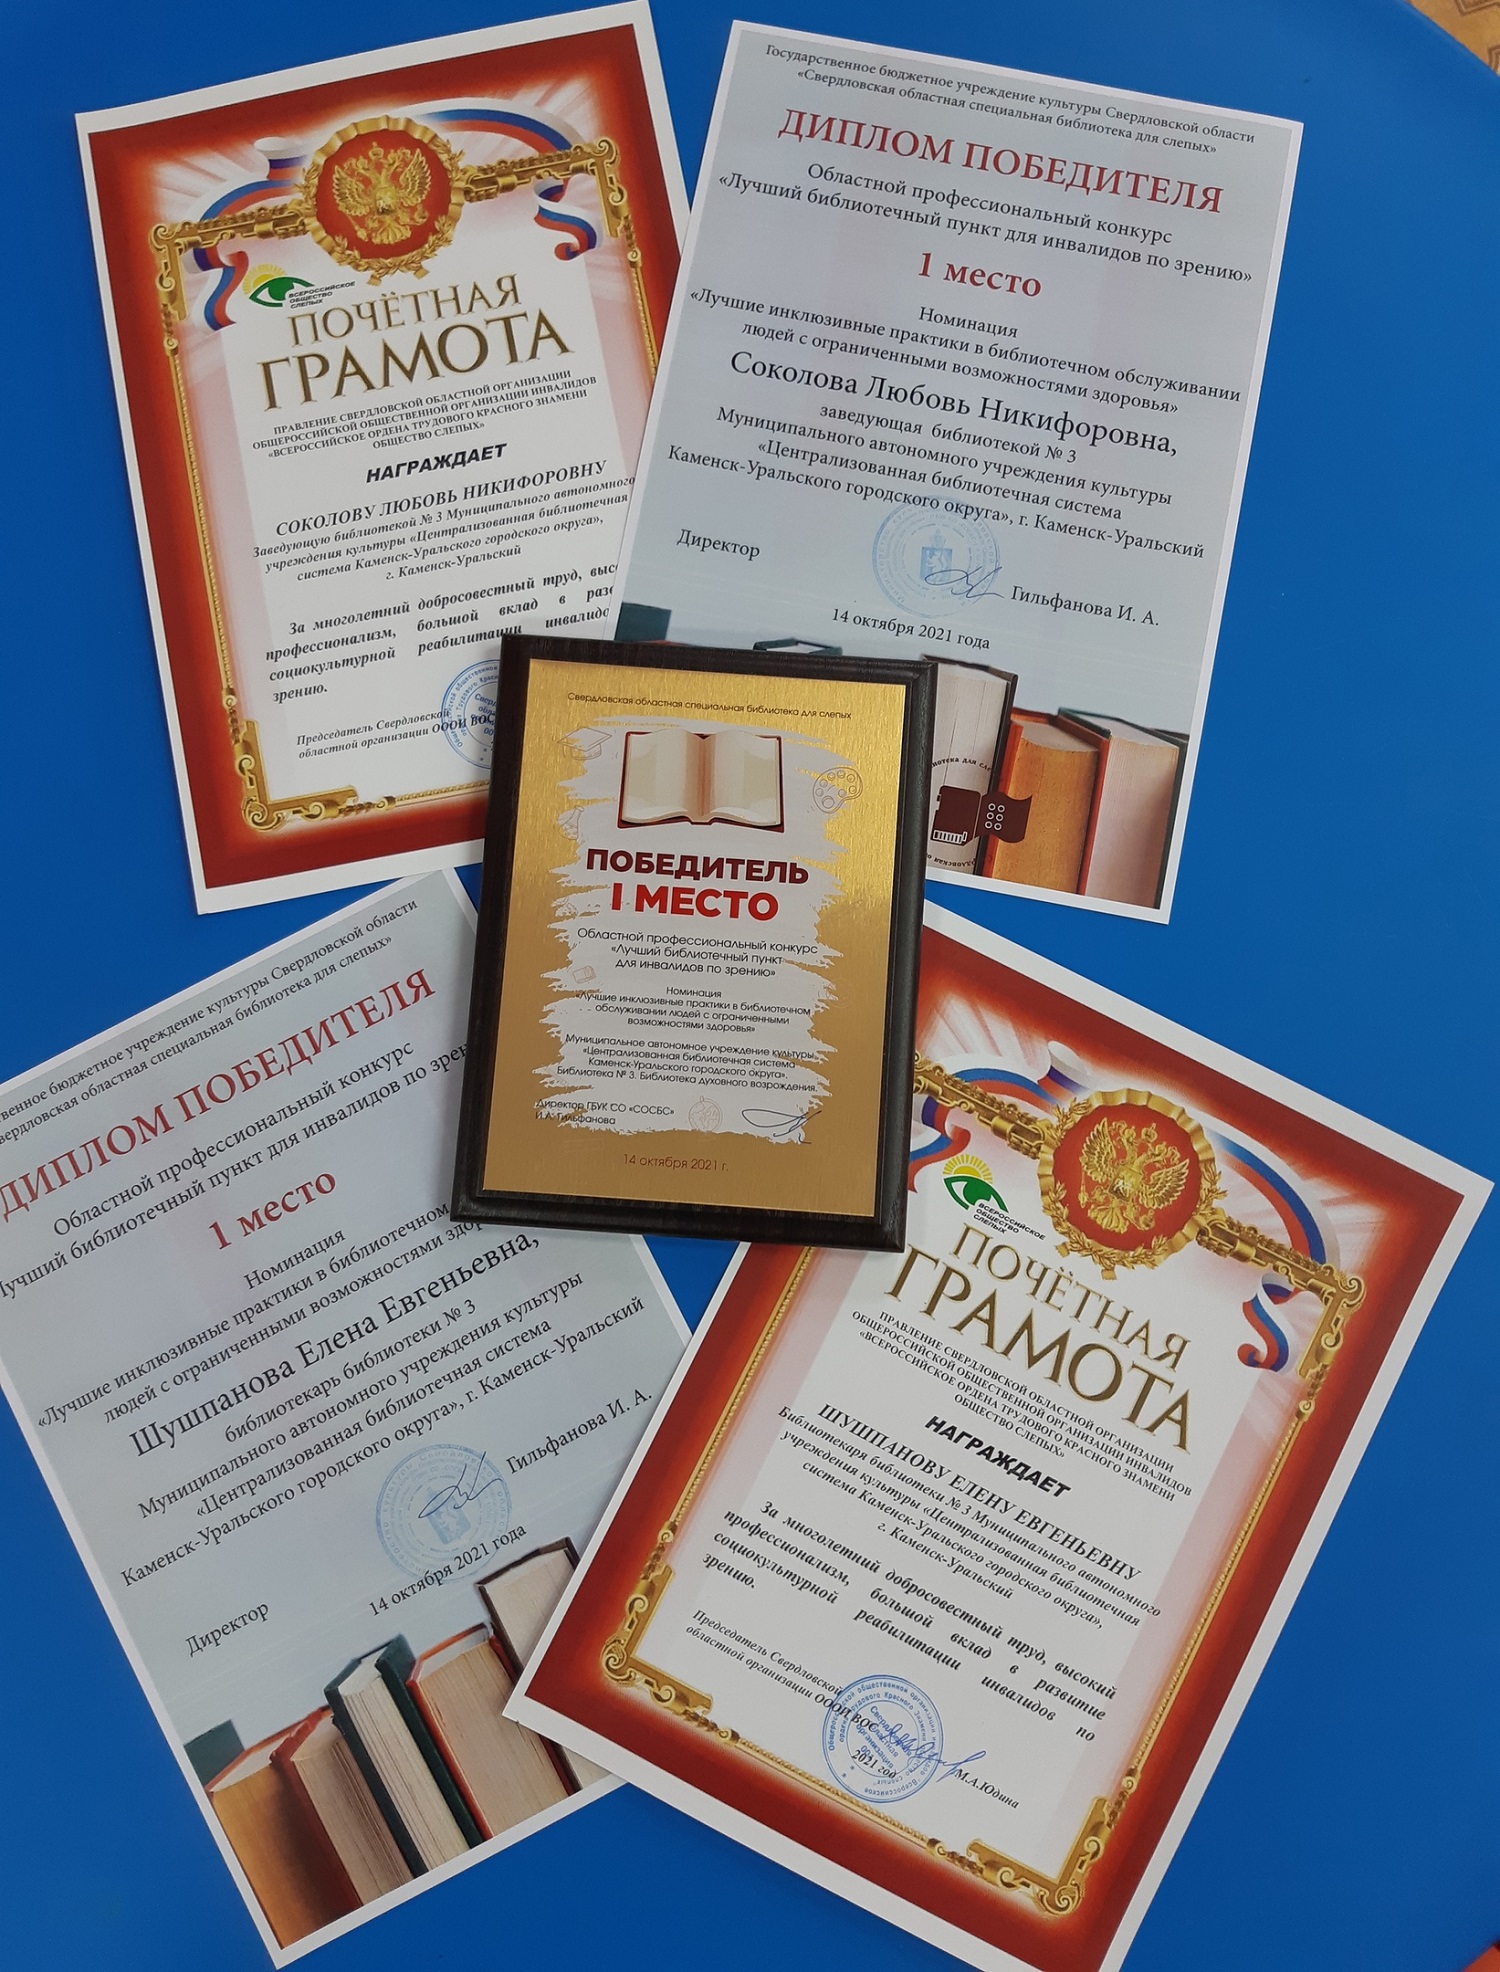 ВСЕРОССИЙСКОЕ
ОБЩЕСТВО
СЛЕПЫХ
ПОЧЁТНАЯ
ГРАМОТА
ПРАВЛЕНИЕ СВЕРДЛОВСКОЙ ОБЛАСТНОЙ ОРГАНИЗАЦИИ
ОБЩЕРОССИЙСКОЙ ОБЩЕСТВЕННОЙ ОРГАНИЗАЦИИ ИНВАЛИДОВ
«ВСЕРОССИЙСКОЕ ОРДЕНА ТРУДОВОГО КРАСНОГО ЗНАМЕНИ
ОБЩЕСТВО СЛЕПЫХ»
НАГРАЖДАЕТ
СОКОЛОВУ ЛЮБОВЬ НИКИФОРОВНУ
Заведующую библиотекой № 3 Муниципального автономного
учреждения культуры «Централизованная библиотечная
система Каменск-Уральского городского округа»,
г. Каменск-Уральский
За многолетний добросовестный труд, выс
профессионализм, большой вклад в раз
социокультурной реабилитации инвалидо
зрению.
Председатель Свердловской
областной организации ОООИ ВОС
Государственное бюджетное учреждение культуры Свердловской области
«Свердловская областная специальная библиотека для слепых»
ДИПЛОМ ПОБЕДИТЕЛЯ
Областной профессиональный конкурс
«Лучший библиотечный пункт для инвалидов по зрению»
1 место
Номинация
«Лучшие инклюзивные практики в библиотечном обслуживании
людей с ограниченными возможностями здоровья»
Соколова Любовь Никифоровна,
заведующая библиотекой № 3
Муниципального автономного учреждения культуры
«Централизованная библиотечная система
Каменск-Уральского городского округа», г. Каменск-Уральский
Директор
Гильфанова И. А.
14 октября 2021 года
Свердловская областная специальная библиотека для слепых
ПОБЕДИТЕЛЬ
I МЕСТО
Областной профессиональный конкурс
«Лучший библиотечный пункт
для инвалидов по зрению»
Номинация
«Лучшие инклюзивные практики в библиотечном
обслуживании людей с ограниченными
возможностями здоровья»
Муниципальное автономное учреждение культуры
«Централизованная библиотечная система
Каменск-Уральского городского округа».
Библиотека № 3. Библиотека духовного возрождения.
Директор ГБУК СО «СОСБС»
И.А. Гильфанова
14 октября 2021 г.
твенное бюджетное учреждение культуры Свердловской области
вердловская областная специальная библиотека для слепых»
ДИПЛОМ ПОБЕДИТЕЛЯ
Областной профессиональный конкурс
Лучший библиотечный пункт для инвалидов по зрен
1 место
Номинация
«Лучшие инклюзивные практики в библиотечном
людей с ограниченными возможностями здор
Шушпанова Елена Евгеньевна,
библиотекарь библиотеки № 3
Муниципального автономного учреждения культуры
«Централизованная библиотечная система
Каменск-Уральского городского округа», г. Каменск-Уральский
Директор
Гильфанова И. А.
14 октября 2021 года
ВСЕРОССИЙСКОЕ
ОБЩЕСТВО
СЛЕПЫХ
ПОЧЁТНАЯ
ГРАМОТА
ПРАВЛЕНИЕ СВЕРДЛОВСКОЙ ОБЛАСТНОЙ ОРГАНИЗАЦИИ
ОБЩЕРОССИЙСКОЙ ОБЩЕСТВЕННОЙ ОРГАНИЗАЦИИ ИНВАЛИДОВ
«ВСЕРОССИЙСКОЕ ОРДЕНА ТРУДОВОГО КРАСНОГО ЗНАМЕНИ
ОБЩЕСТВО СЛЕПЫХ»
НАГРАЖДАЕТ
ШУШПАНОВУ ЕЛЕНУ ЕВГЕНЬЕВНУ
Библиотекаря библиотеки № 3 Муниципального автономного
учреждения культуры «Централизованная библиотечная
система Каменск-Уральского городского округа»,
г. Каменск-Уральский
За многолетний добросовестный труд, высокий
профессионализм, большой вклад в развитие
социокультурной реабилитации инвалидов по
зрению.
Председатель Свердловской
областной организации ОООИ ВОС
М.А.Юдина
2021 год